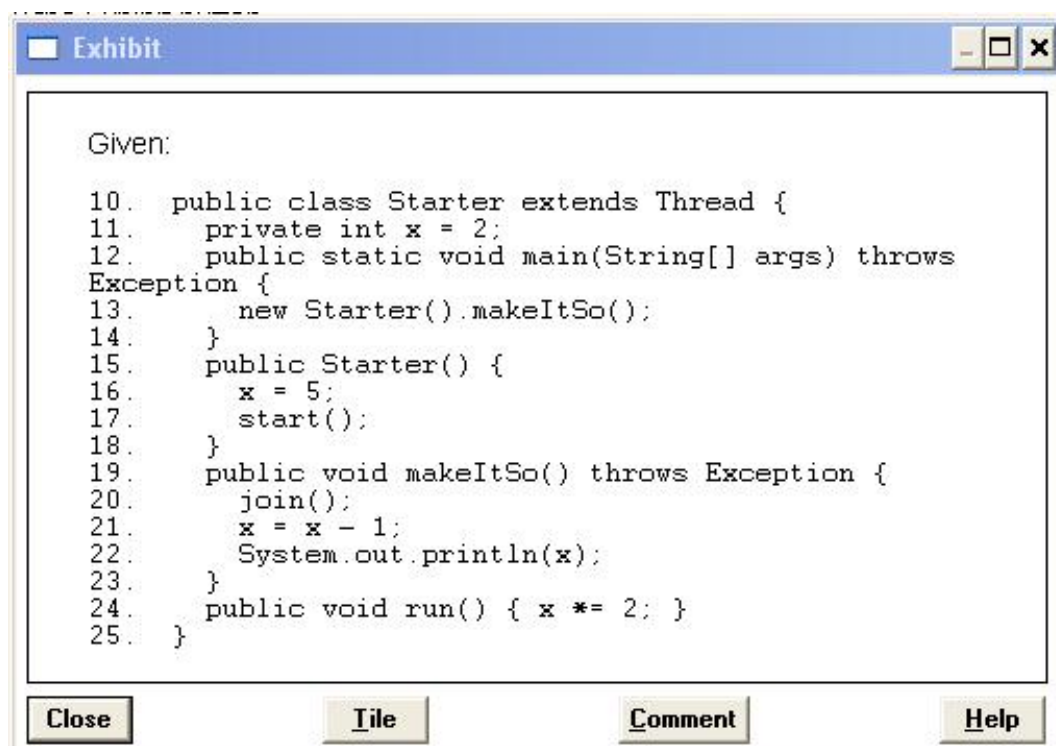 Exhibit
Given:
10.  public class Starter extends Thread {
11.    private int x = 2;
12.    public static void main(String[] args) throws
Exception {
13.      new Starter().makeItSo();
14.    }
15.    public Starter() {
16.      x = 5;
17.      start();
18.    }
19.    public void makeItSo() throws Exception {
20.      join();
21.      x = x - 1;
22.      System.out.println(x);
23.    }
24.    public void run() { x *= 2; }
25.  }
Close Tile Comment Help